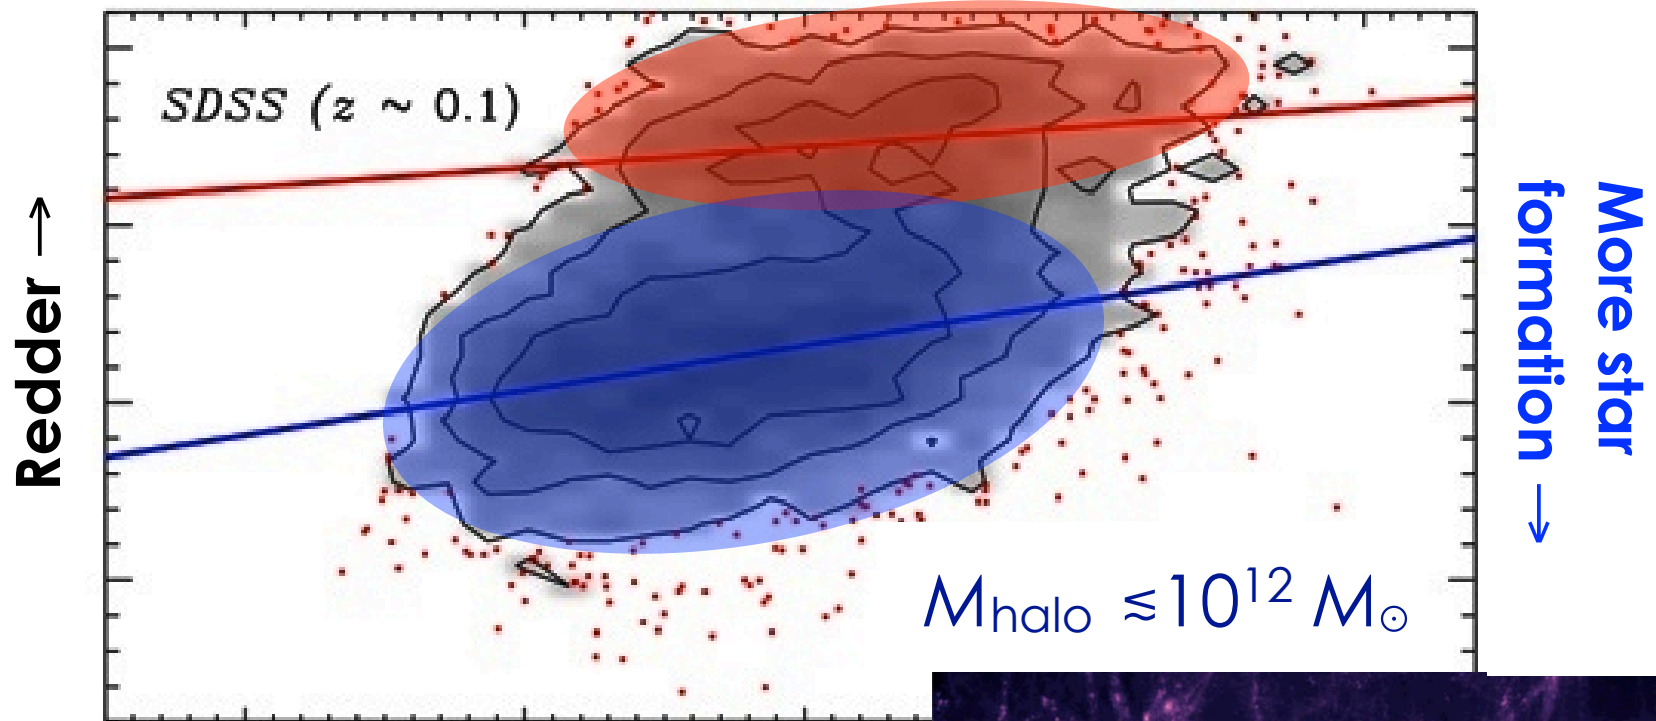 SDSS (z ~ 0.1)
Redder →
More star
formation →
Mhalo ≲10¹² M☉